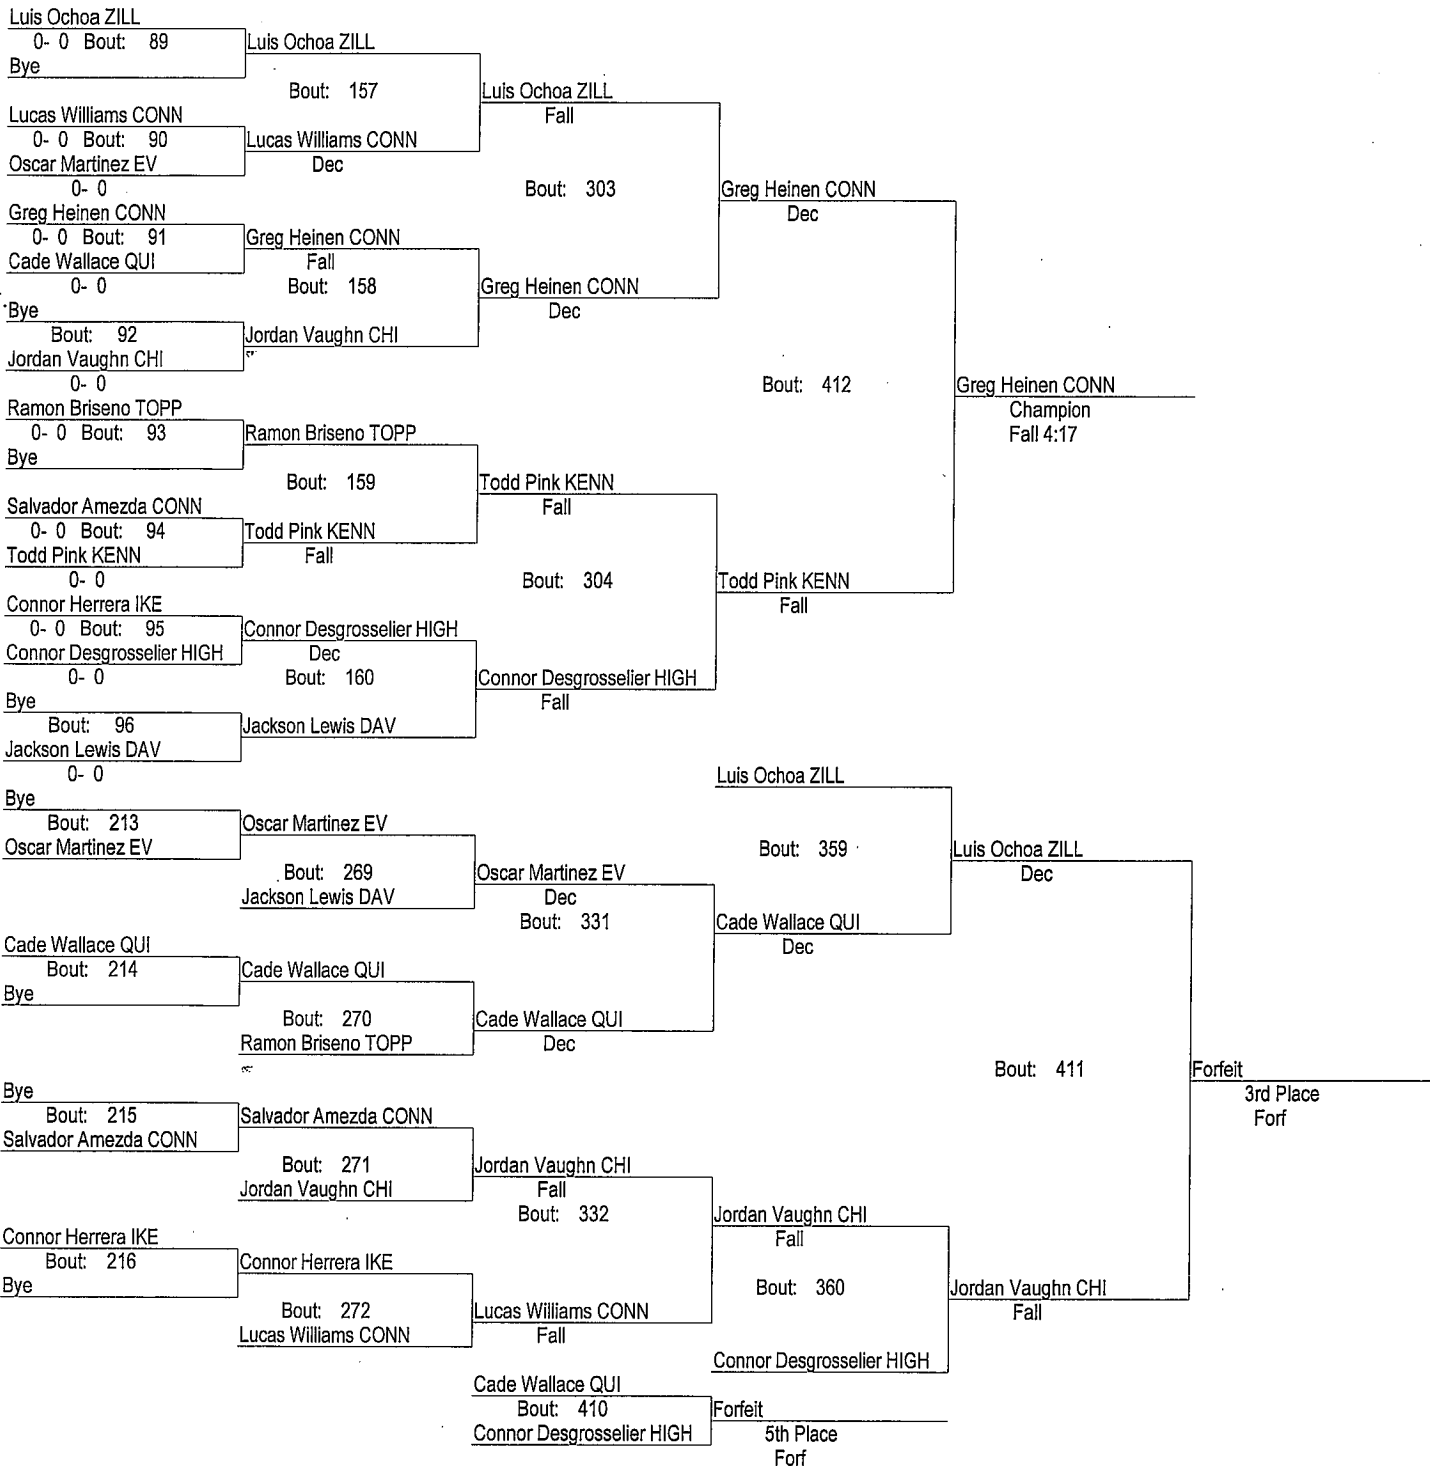 Luis Ochoa ZILL
0- 0 Bout: 89
Bye
Luis Ochoa ZILL
Bout: 157
Lucas Williams CONN
0- 0 Bout: 90
Oscar Martinez EV
0- 0
Lucas Williams CONN
Dec
Luis Ochoa ZILL
Fall
Bout: 303
Greg Heinen CONN
0- 0 Bout: 91
Cade Wallace QUI
0- 0
Greg Heinen CONN
Fall
Bout: 158
Bye
Bout: 92
Jordan Vaughn CHI
0- 0
Jordan Vaughn CHI
Greg Heinen CONN
Dec
Greg Heinen CONN
Dec
Bout: 412
Ramon Briseno TOPP
0- 0 Bout: 93
Bye
Ramon Briseno TOPP
Bout: 159
Salvador Amezda CONN
0- 0 Bout: 94
Todd Pink KENN
0- 0
Todd Pink KENN
Fall
Todd Pink KENN
Fall
Bout: 304
Connor Herrera IKE
0- 0 Bout: 95
Connor Desgrosselier HIGH
0- 0
Connor Desgrosselier HIGH
Dec
Bout: 160
Bye
Bout: 96
Jackson Lewis DAV
0- 0
Jackson Lewis DAV
Connor Desgrosselier HIGH
Fall
Todd Pink KENN
Fall
Greg Heinen CONN
Champion
Fall 4:17
Bye
Bout: 213
Oscar Martinez EV
Oscar Martinez EV
Bout: 269
Jackson Lewis DAV
Oscar Martinez EV
Dec
Bout: 331
Cade Wallace QUI
Bout: 214
Bye
Cade Wallace QUI
Bout: 270
Ramon Briseno TOPP
Cade Wallace QUI
Dec
Luis Ochoa ZILL
Bout: 359
Cade Wallace QUI
Dec
Luis Ochoa ZILL
Dec
Bout: 411
Bye
Bout: 215
Salvador Amezda CONN
Salvador Amezda CONN
Bout: 271
Jordan Vaughn CHI
Jordan Vaughn CHI
Fall
Bout: 332
Connor Herrera IKE
Bout: 216
Bye
Connor Herrera IKE
Bout: 272
Lucas Williams CONN
Lucas Williams CONN
Fall
Jordan Vaughn CHI
Fall
Bout: 360
Connor Desgrosselier HIGH
Jordan Vaughn CHI
Fall
Forfeit
3rd Place
Forf
Cade Wallace QUI
Bout: 410
Connor Desgrosselier HIGH
Forfeit
5th Place
Forf